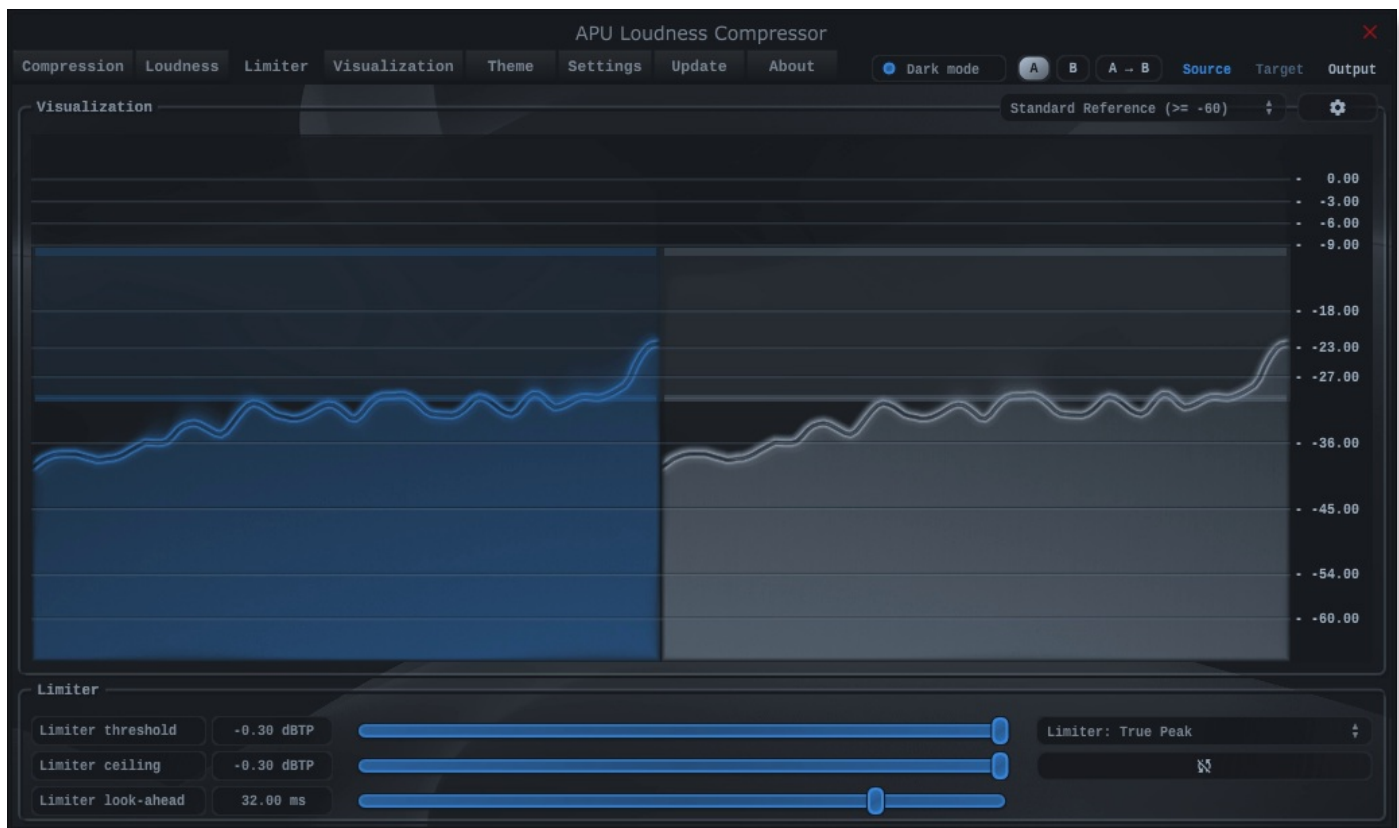 APU Loudness Compressor
Compression Loudness Limiter Visualization Theme Settings Update About Dark mode A B A → B Source Target Output
Visualization Standard Reference (>= -60)
- 0.00
- -3.00
- -6.00
- -9.00
- -18.00
- -23.00
- -27.00
- -36.00
- -45.00
- -54.00
- -60.00
Limiter
Limiter threshold -0.30 dBTP Limiter: True Peak
Limiter ceiling -0.30 dBTP
Limiter look-ahead 32.00 ms